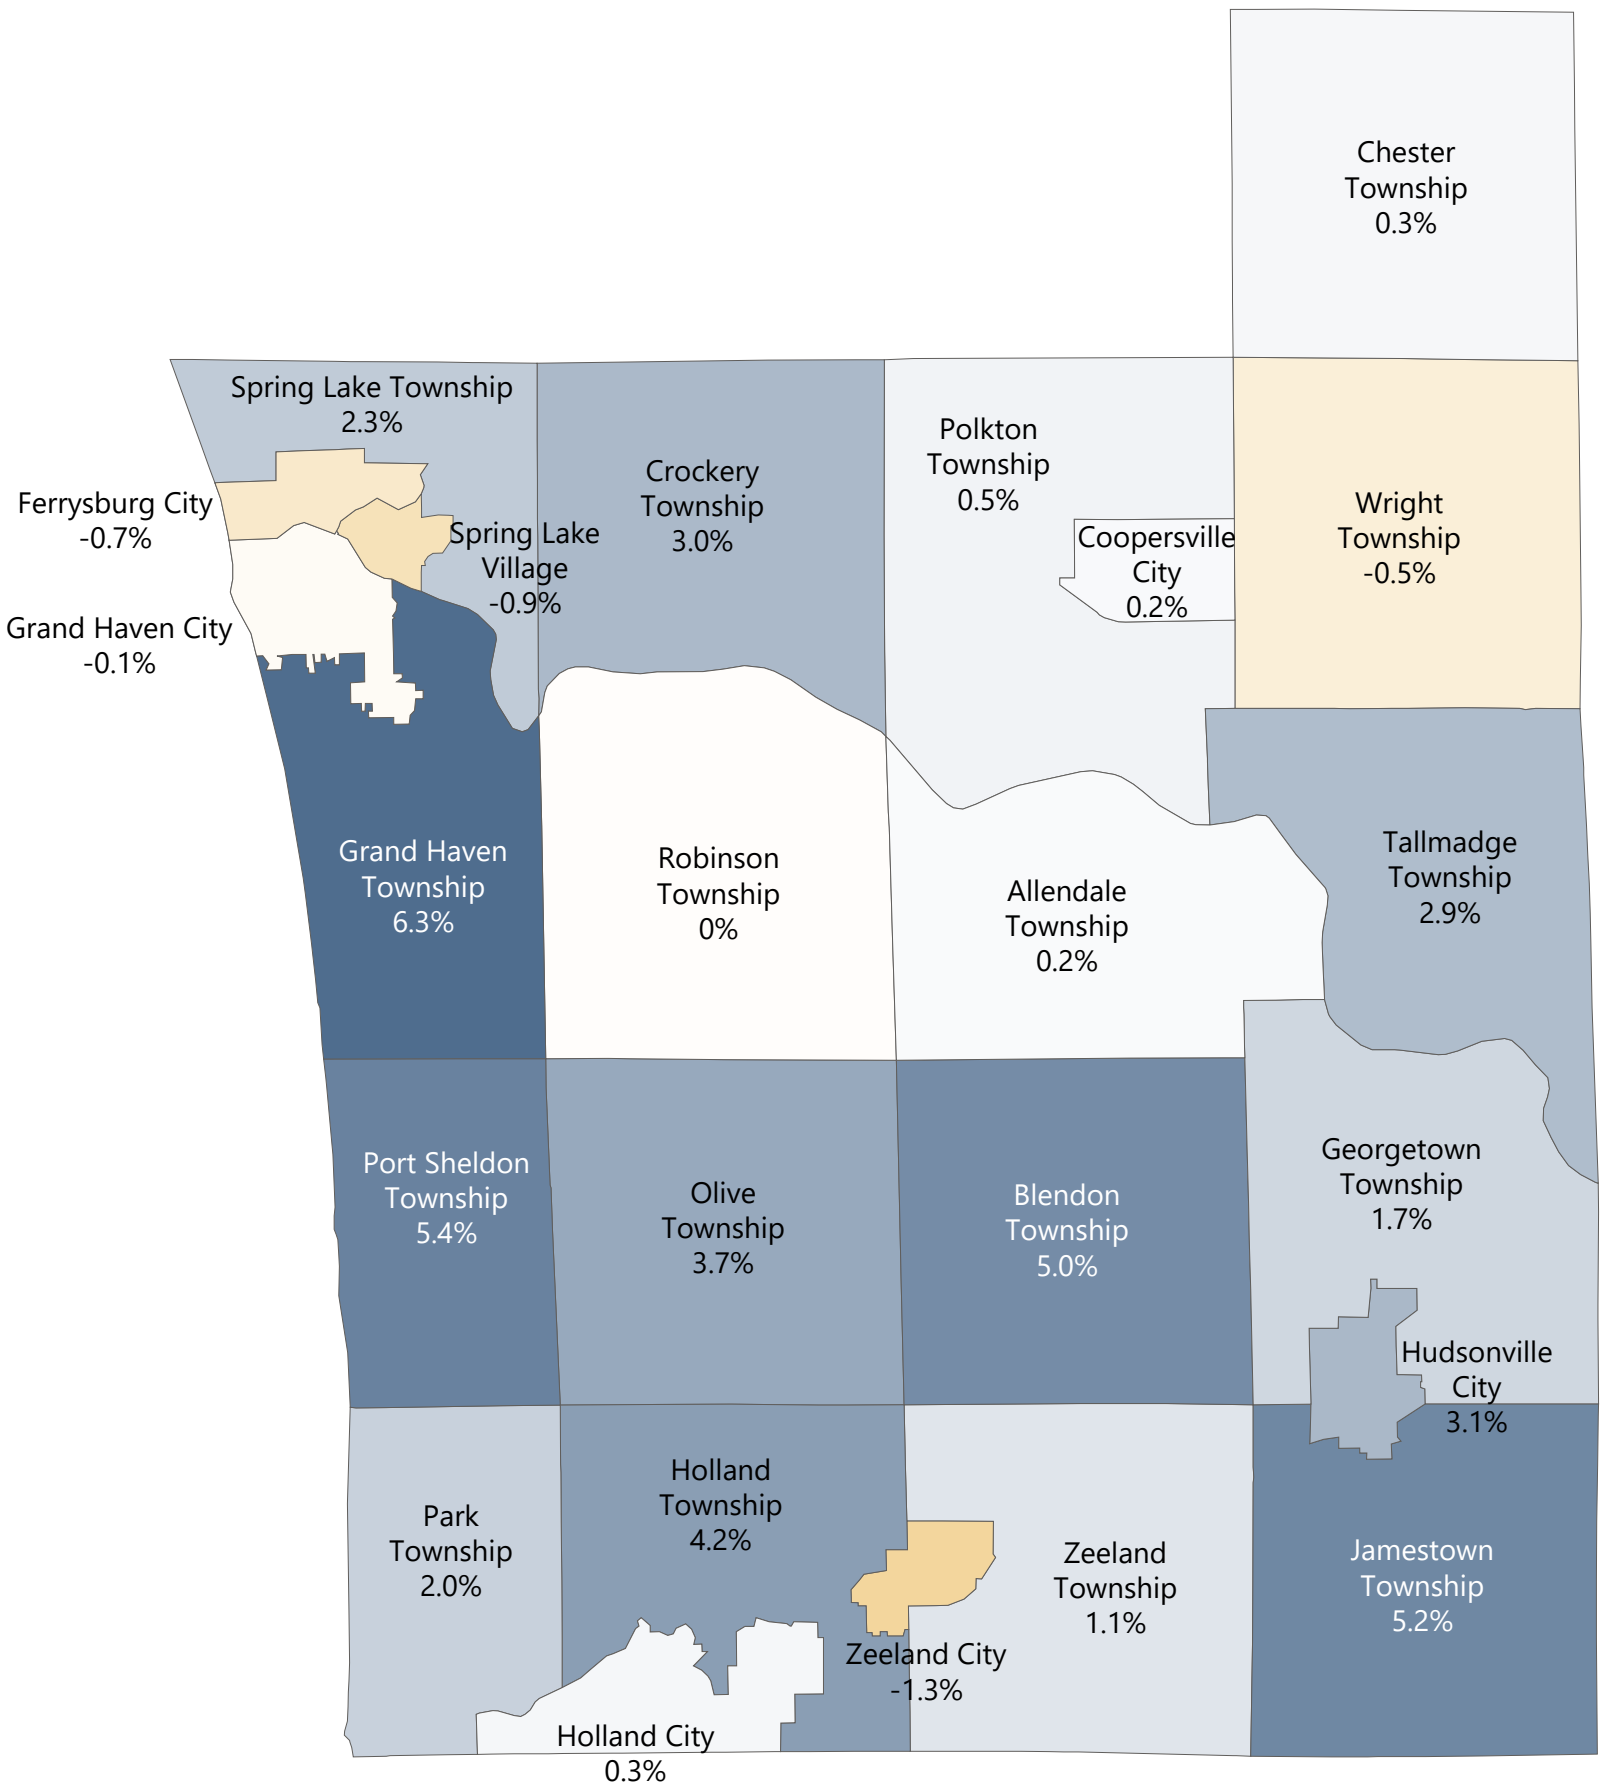 Chester
Township
0.3%
Spring Lake Township
2.3%
Crockery
Township
3.0%
Polkton
Township
0.5%
Coopersville
City
0.2%
Wright
Township
-0.5%
Ferrysburg City
-0.7%
Spring Lake
Village
-0.9%
Grand Haven City
-0.1%
Grand Haven
Township
6.3%
Robinson
Township
0%
Allendale
Township
0.2%
Tallmadge
Township
2.9%
Port Sheldon
Township
5.4%
Olive
Township
3.7%
Blendon
Township
5.0%
Georgetown
Township
1.7%
Hudsonville
City
3.1%
Park
Township
2.0%
Holland
Township
4.2%
Zeeland
Township
1.1%
Jamestown
Township
5.2%
Zeeland City
-1.3%
Holland City
0.3%